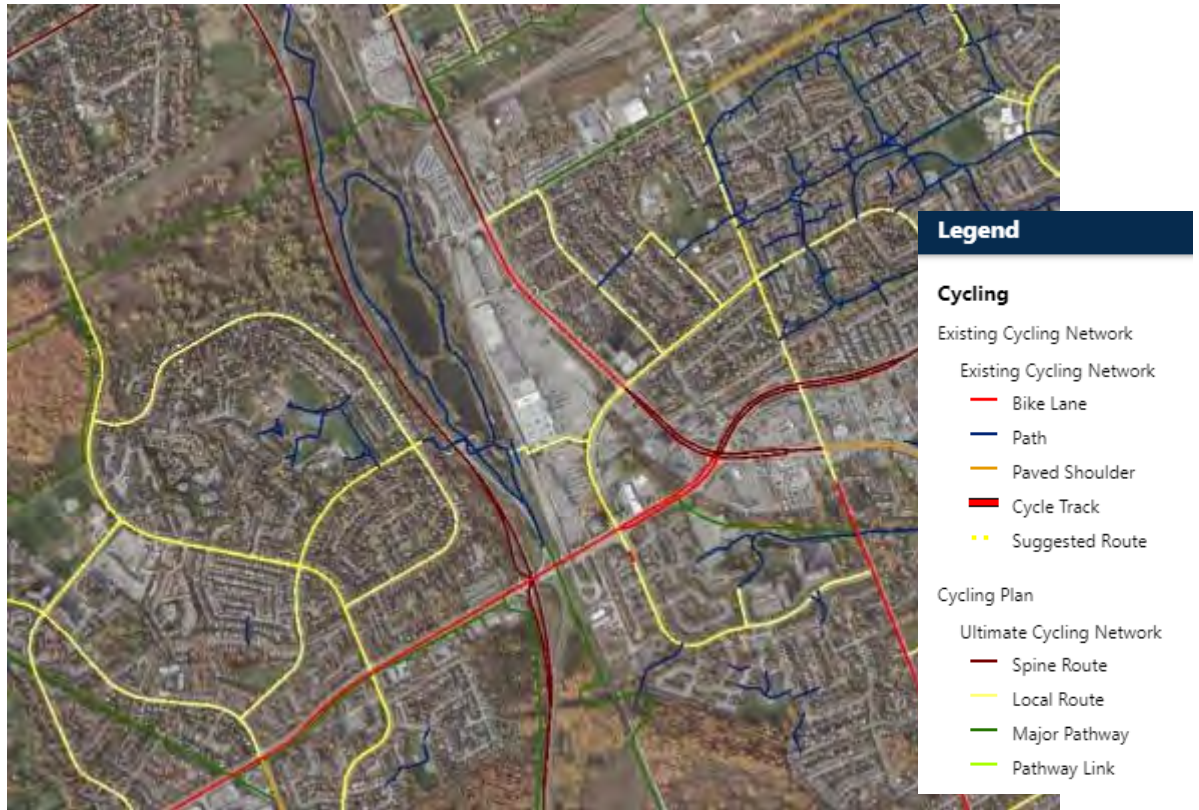 Legend
Cycling
Existing Cycling Network
Existing Cycling Network
Bike Lane
Path
Paved Shoulder
Cycle Track
Suggested Route
Cycling Plan
Ultimate Cycling Network
Spine Route
Local Route
Major Pathway
Pathway Link